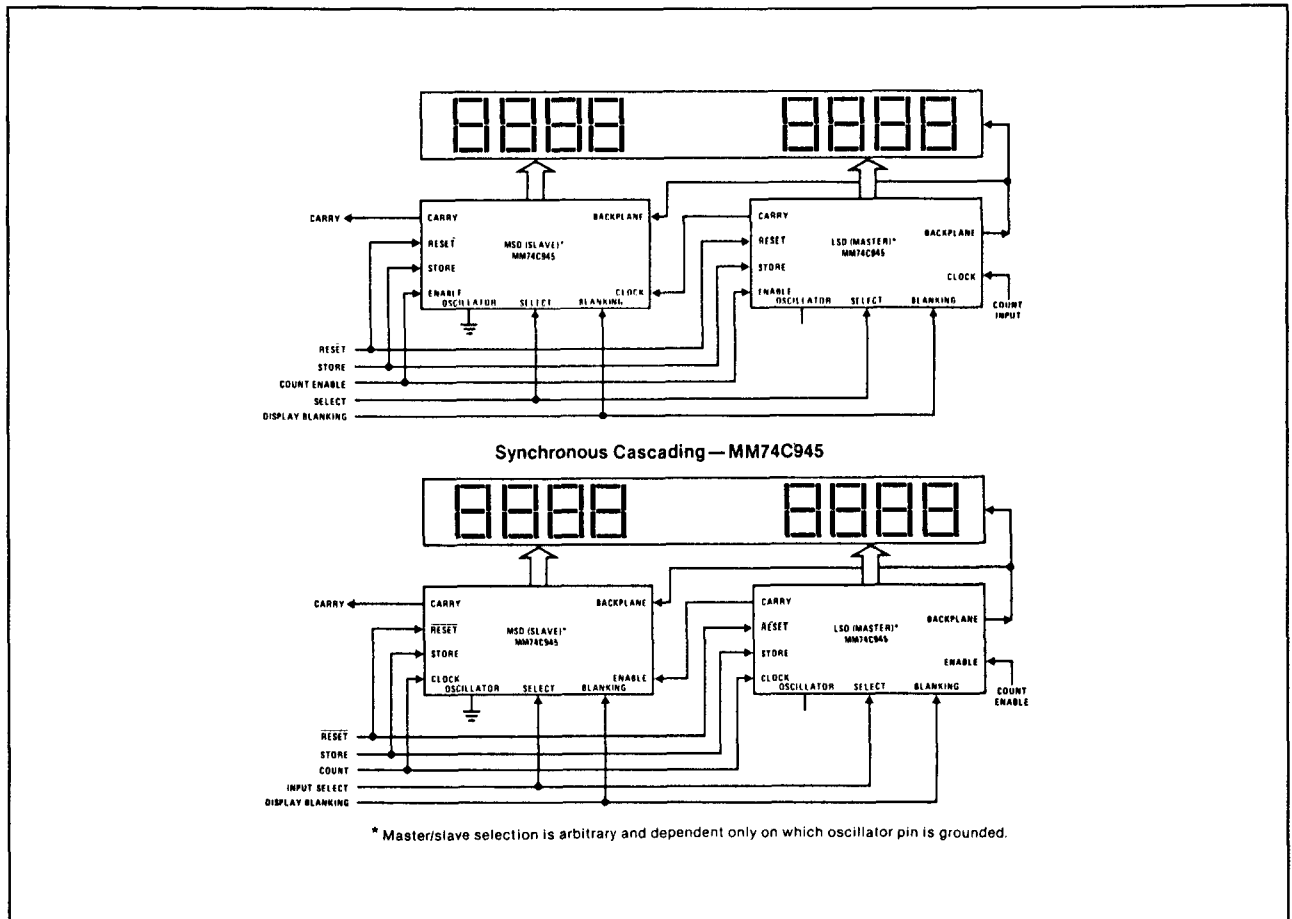 CARRY
CARRY
BACKPLANE
CARRY
BACKPLANE
RESET
MSD (SLAVE)*
MM74C945
RESET
LSD (MASTER)*
MM74C945
STORE
STORE
CLOCK
ENABLE
CLOCK
ENABLE
OSCILLATOR SELECT BLANKING
OSCILLATOR SELECT BLANKING
COUNT
INPUT
RESET
STORE
COUNT ENABLE
SELECT
DISPLAY BLANKING
Synchronous Cascading — MM74C945
CARRY
CARRY
BACKPLANE
CARRY
BACKPLANE
RESET
MSD (SLAVE)*
MM74C945
RESET
LSD (MASTER)*
MM74C945
STORE
STORE
ENABLE
CLOCK
ENABLE
CLOCK
OSCILLATOR SELECT BLANKING
OSCILLATOR SELECT BLANKING
COUNT
ENABLE
RESET
STORE
COUNT
INPUT SELECT
DISPLAY BLANKING
* Master/slave selection is arbitrary and dependent only on which oscillator pin is grounded.